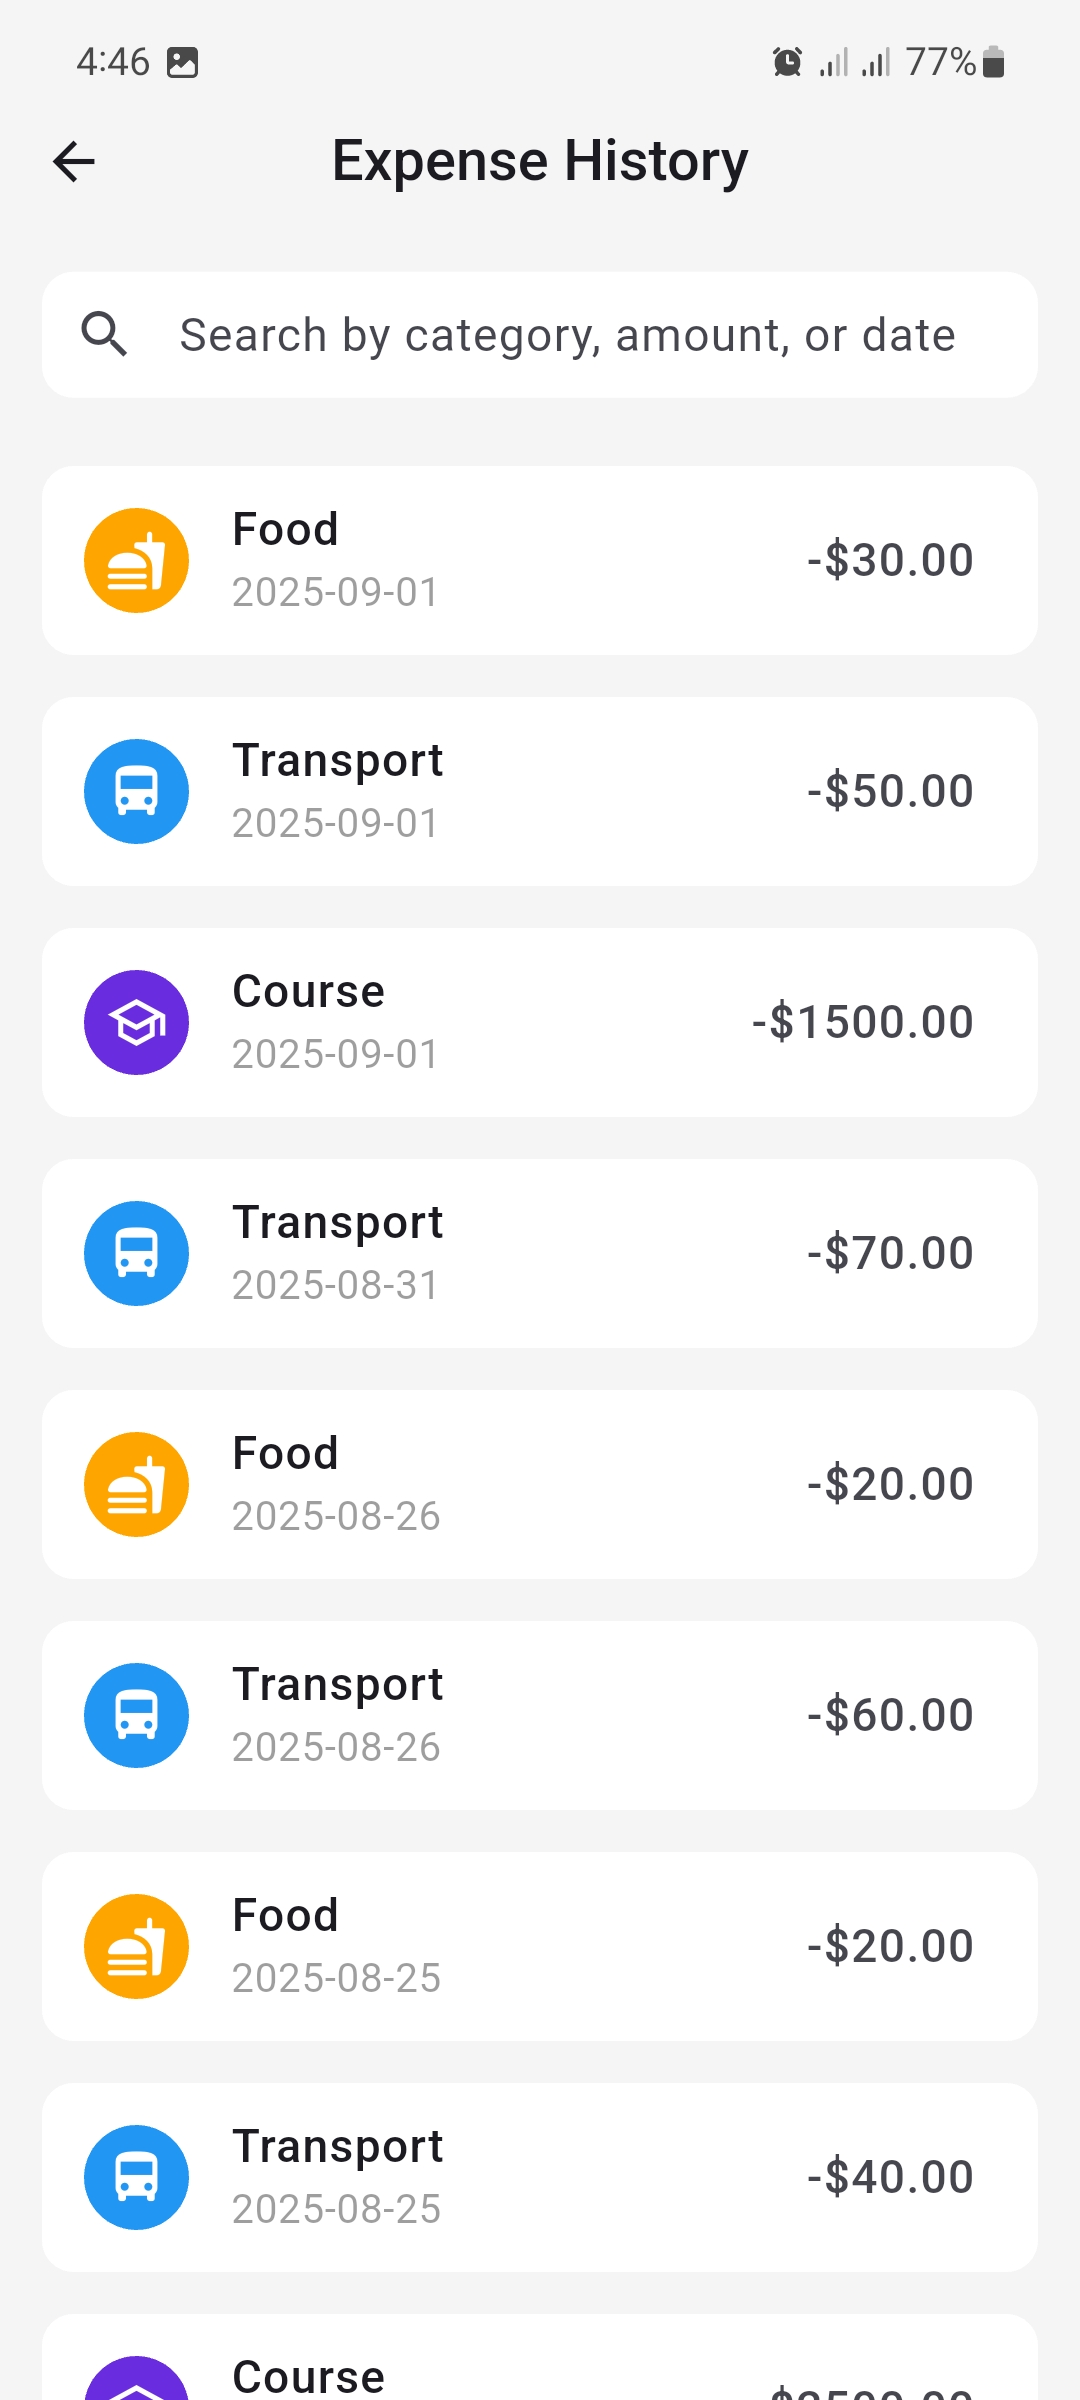 4:46
77%
Expense History
Search by category, amount, or date
Food
2025-09-01
-$30.00
Transport
2025-09-01
-$50.00
Course
2025-09-01
-$1500.00
Transport
2025-08-31
-$70.00
Food
2025-08-26
-$20.00
Transport
2025-08-26
-$60.00
Food
2025-08-25
-$20.00
Transport
2025-08-25
-$40.00
Course